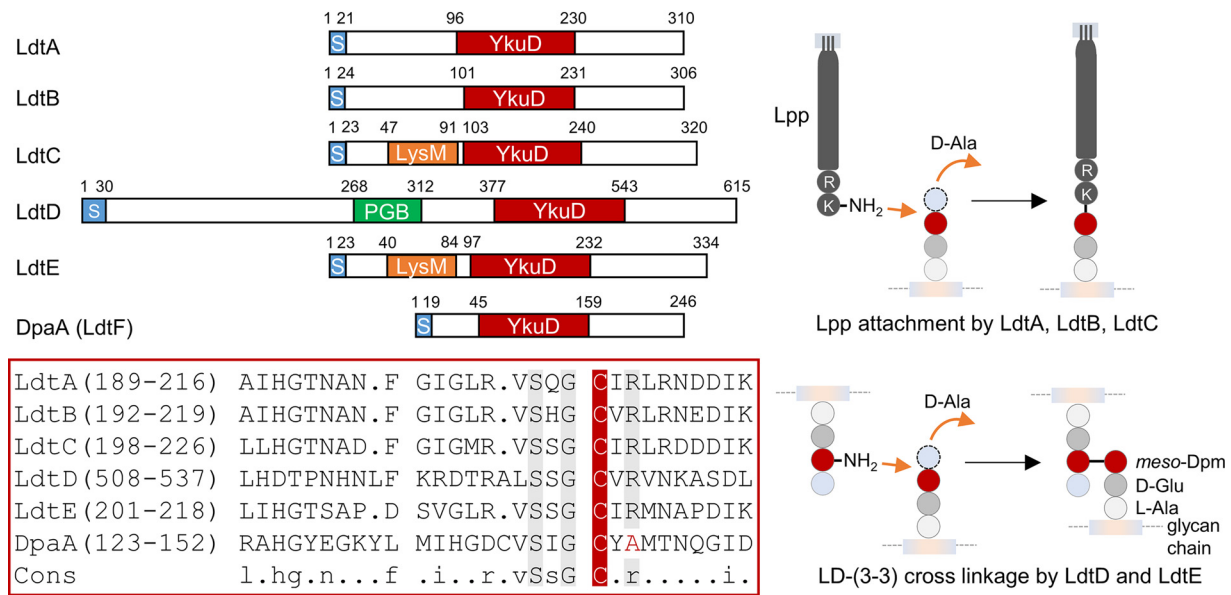 1 21 96 230 310
LdtA S YkuD
1 24 101 231 306
LdtB S YkuD
1 23 47 91 103 240 320
LdtC S LysM YkuD
1 30 268 312 377 543 615
LdtD S PGB YkuD
1 23 40 84 97 232 334
LdtE S LysM YkuD
1 19 45 159 246
DpaA (LdtF) S YkuD
LdtA(189-216) AIHGTNAN.F GIGLR.VSQG CIRLRNDDIK
LdtB(192-219) AIHGTNAN.F GIGLR.VSHG CVRLRNEDIK
LdtC(198-226) LLHGTNAD.F GIGMR.VSSG CIRLRDDDIK
LdtD(508-537) LHDTPNHNLF KRDTRALSSG CVRVNKASDL
LdtE(201-218) LIHGTSAP.D SVGLR.VSSG CIRMNAPDIK
DpaA(123-152) RAHGYEGKYL MIHGDCVSIG CYAMTNQGID
Cons l.hg.n...f .i..r.vSsG C.r.....i.
Lpp
D-Ala
R
K
NH2
R
K
Lpp attachment by LdtA, LdtB, LdtC
D-Ala
NH2
meso-Dpm
D-Glu
L-Ala
glycan
chain
LD-(3-3) cross linkage by LdtD and LdtE